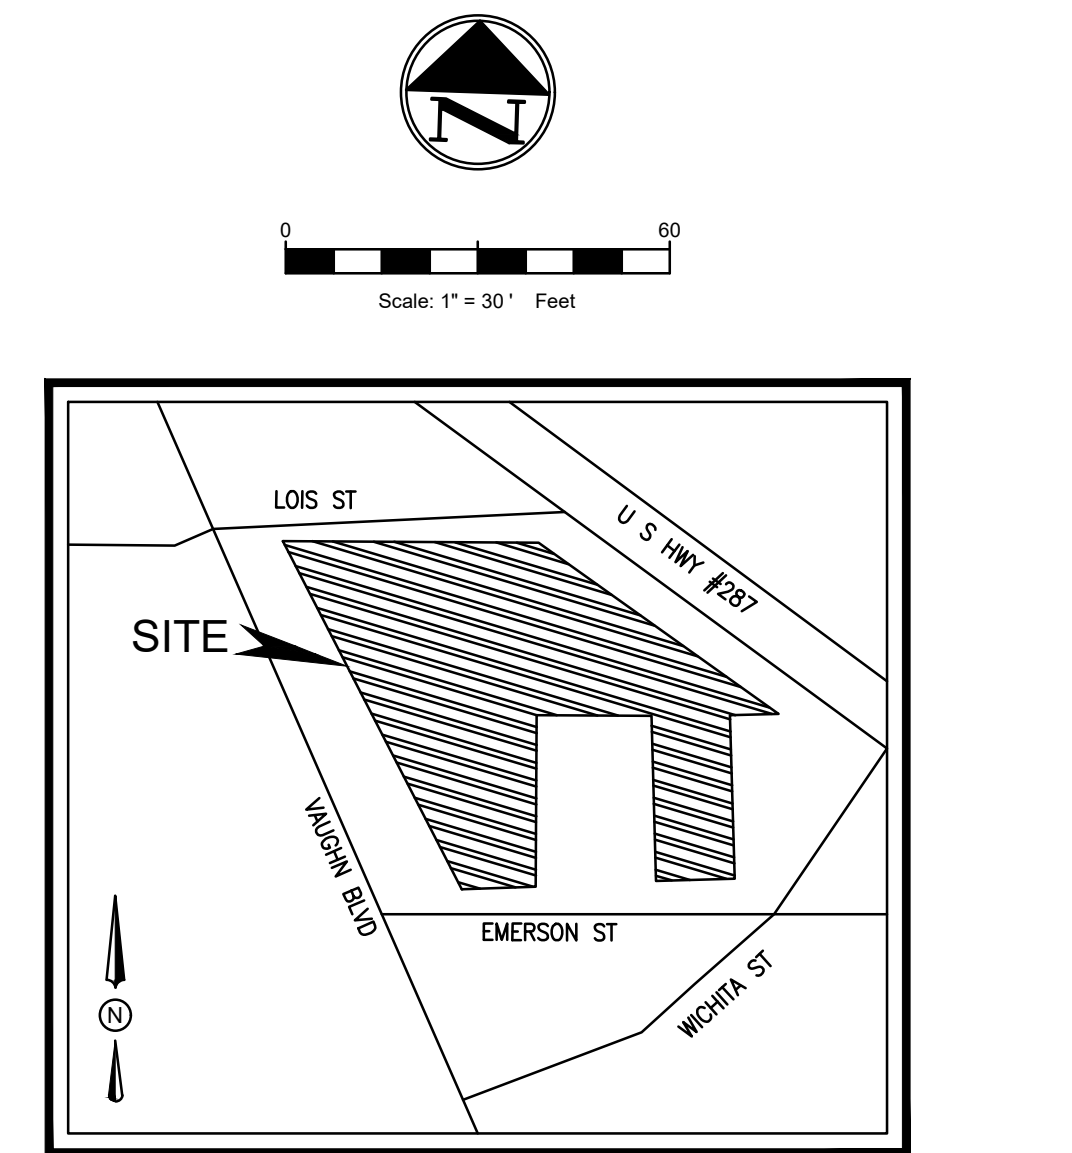 N
0 60
Scale: 1" = 30 ' Feet
LOIS ST
U S HWY #287
SITE
VAUGHN BLVD
EMERSON ST
WICHITA ST
N